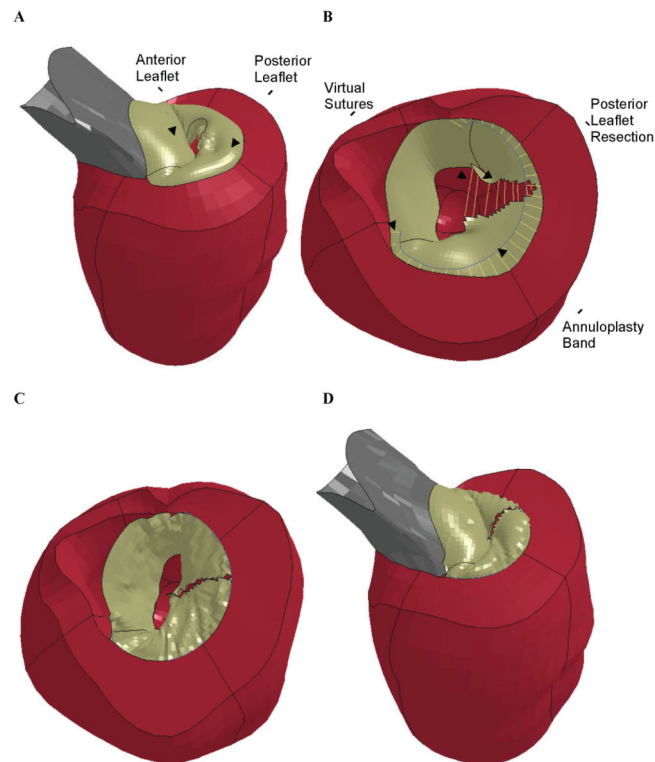 A
B
Anterior
Leaflet
Posterior
Leaflet
Virtual
Sutures
Posterior
Leaflet
Resection
Annuloplasty
Band
C
D